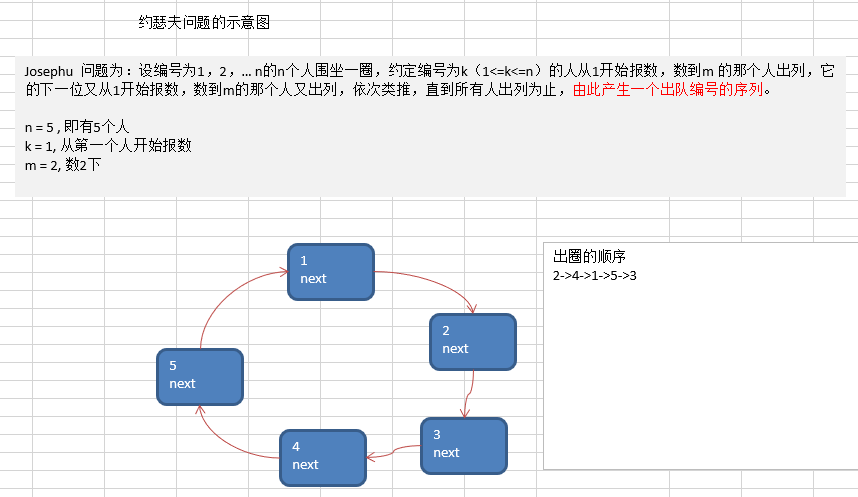 约瑟夫问题的示意图
Josephu 问题为：设编号为1，2，… n的n个人围坐一圈，约定编号为k（1<=k<=n）的人从1开始报数，数到m 的那个人出列，它
的下一位又从1开始报数，数到m的那个人又出列，依次类推，直到所有人出列为止，由此产生一个出队编号的序列。
n = 5 , 即有5个人
k = 1, 从第一个人开始报数
m = 2, 数2下
1
next
出圈的顺序
2->4->1->5->3
2
next
5
next
3
next
4
next